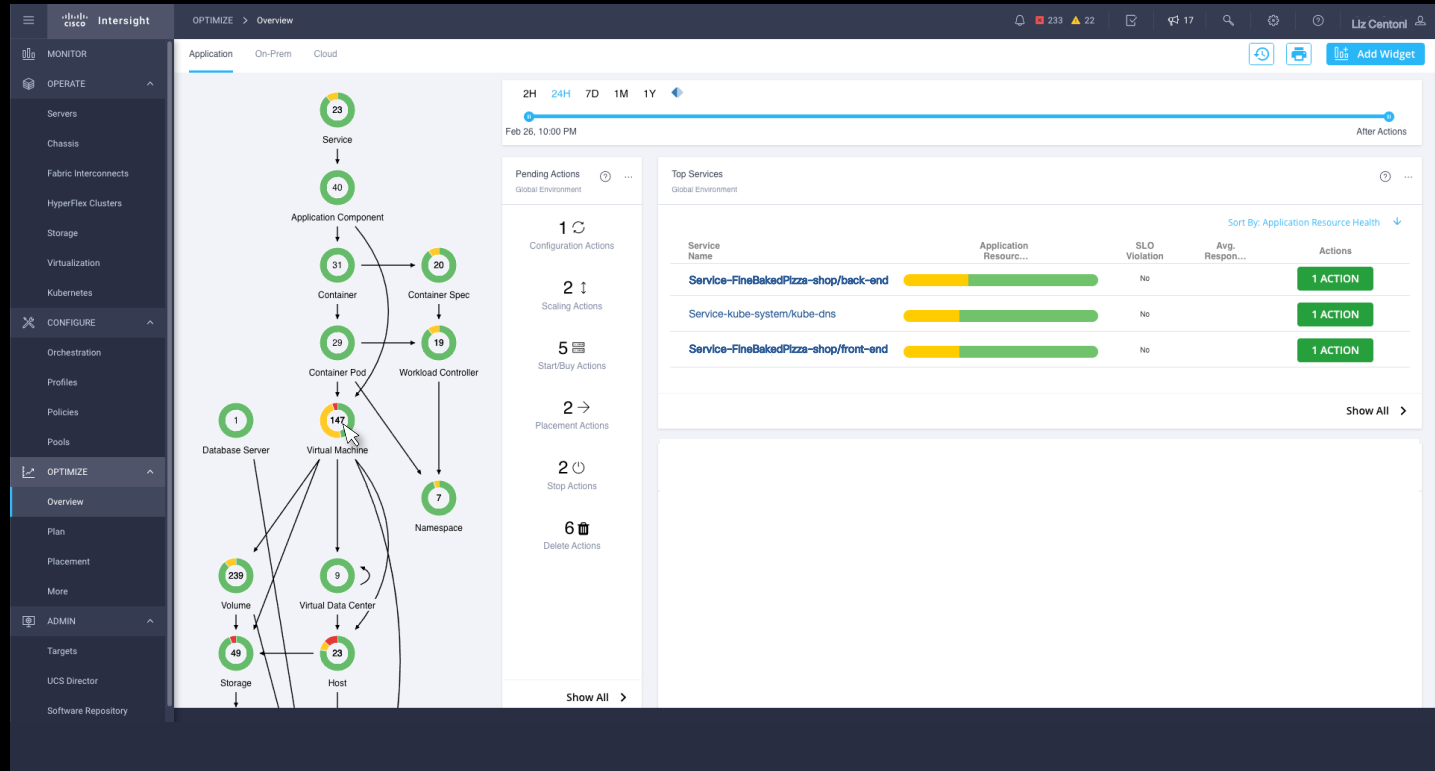 cisco Intersight
OPTIMIZE > Overview
233 22
17
Liz Centoni
MONITOR
OPERATE
Servers
Chassis
Fabric Interconnects
HyperFlex Clusters
Storage
Virtualization
Kubernetes
CONFIGURE
Orchestration
Profiles
Policies
Pools
OPTIMIZE
Overview
Plan
Placement
More
ADMIN
Targets
UCS Director
Software Repository
Application On-Prem Cloud
Add Widget
23
Service
40
Application Component
31
Container
20
Container Spec
29
Container Pod
19
Workload Controller
1
Database Server
147
Virtual Machine
7
Namespace
239
Volume
9
Virtual Data Center
49
Storage
23
Host
2H 24H 7D 1M 1Y
Feb 26, 10:00 PM
After Actions
Pending Actions
Global Environment
1
Configuration Actions
2
Scaling Actions
5
Start/Buy Actions
2
Placement Actions
2
Stop Actions
6
Delete Actions
Show All >
Top Services
Global Environment
Sort By: Application Resource Health
Service Name
Application Resourc...
SLO Violation
Avg. Respon...
Actions
Service-FineBakedPizza-shop/back-end No 1 ACTION
Service-kube-system/kube-dns No 1 ACTION
Service-FineBakedPizza-shop/front-end No 1 ACTION
Show All >